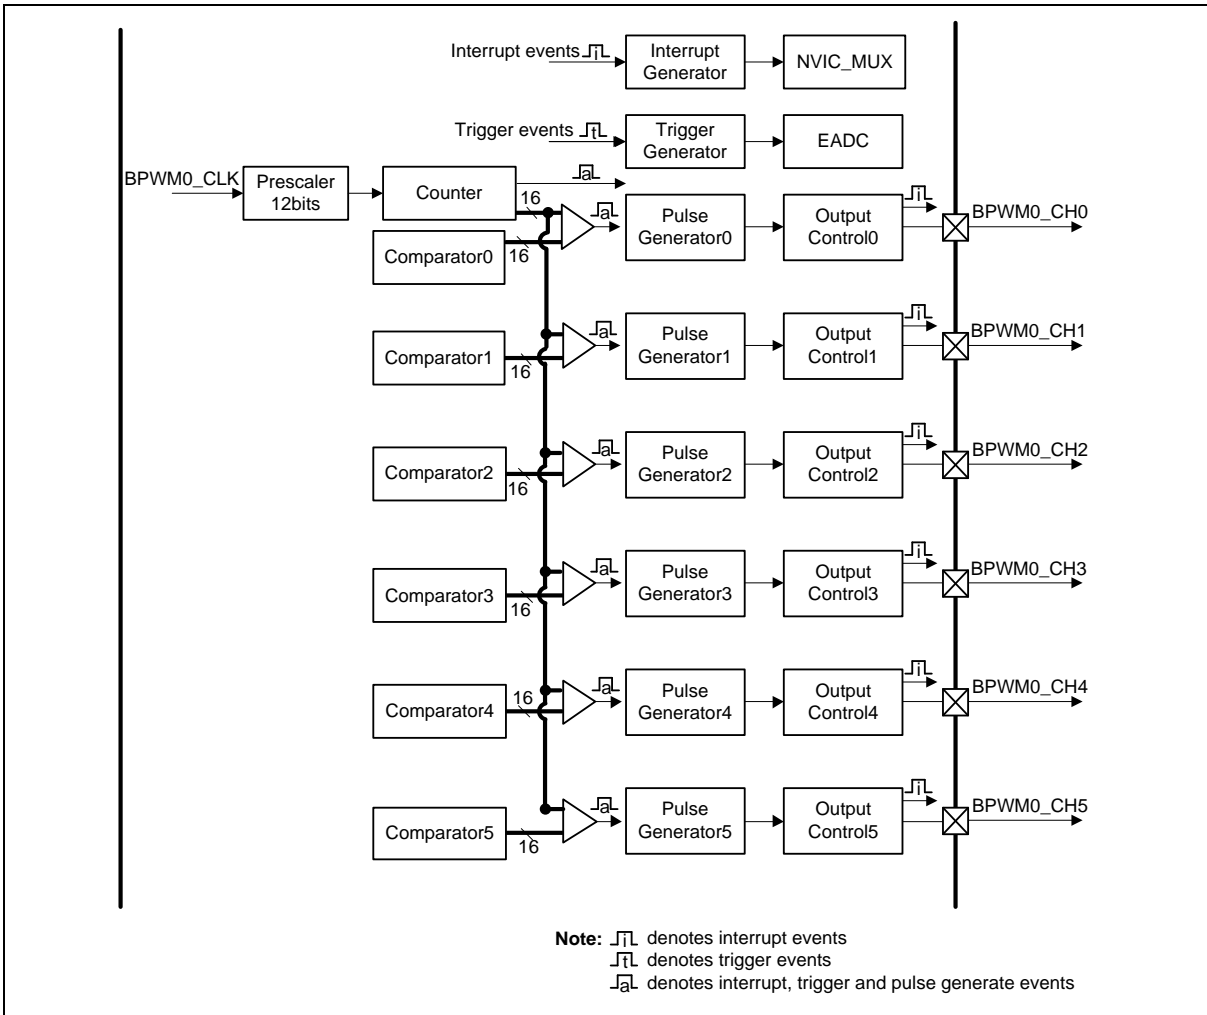 Interrupt events i
Interrupt
Generator
NVIC_MUX
Trigger events t
Trigger
Generator
EADC
BPWM0_CLK
Prescaler
12bits
Counter
a
16
a
Pulse
Generator0
Output
Control0
i
BPWM0_CH0
Comparator0
16
Comparator1
16
a
Pulse
Generator1
Output
Control1
i
BPWM0_CH1
Comparator2
16
a
Pulse
Generator2
Output
Control2
i
BPWM0_CH2
Comparator3
16
a
Pulse
Generator3
Output
Control3
i
BPWM0_CH3
Comparator4
16
a
Pulse
Generator4
Output
Control4
i
BPWM0_CH4
Comparator5
16
a
Pulse
Generator5
Output
Control5
i
BPWM0_CH5
Note: i denotes interrupt events
t denotes trigger events
a denotes interrupt, trigger and pulse generate events